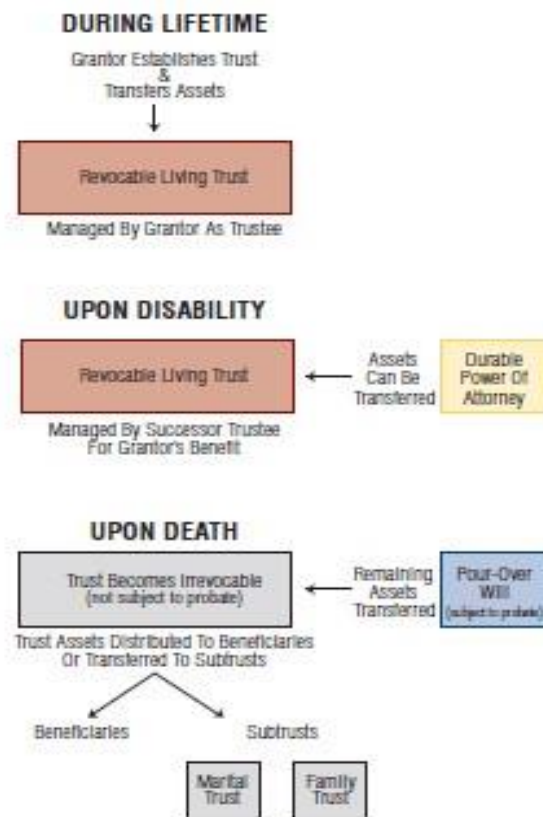 DURING LIFETIME
Grantor Establishes Trust
&
Transfers Assets
Revocable Living Trust
Managed By Grantor As Trustee
UPON DISABILITY
Revocable Living Trust
Assets
Can Be
Transferred
Durable
Power Of
Attorney
Managed By Successor Trustee
For Grantor's Benefit
UPON DEATH
Trust Becomes Irrevocable
(not subject to probate)
Remaining
Assets
Transferred
Pour-Over
Will
(subject to probate)
Trust Assets Distributed To Beneficiaries
Or Transferred To Subtrusts
Beneficiaries
Subtrusts
Marital
Trust
Family
Trust